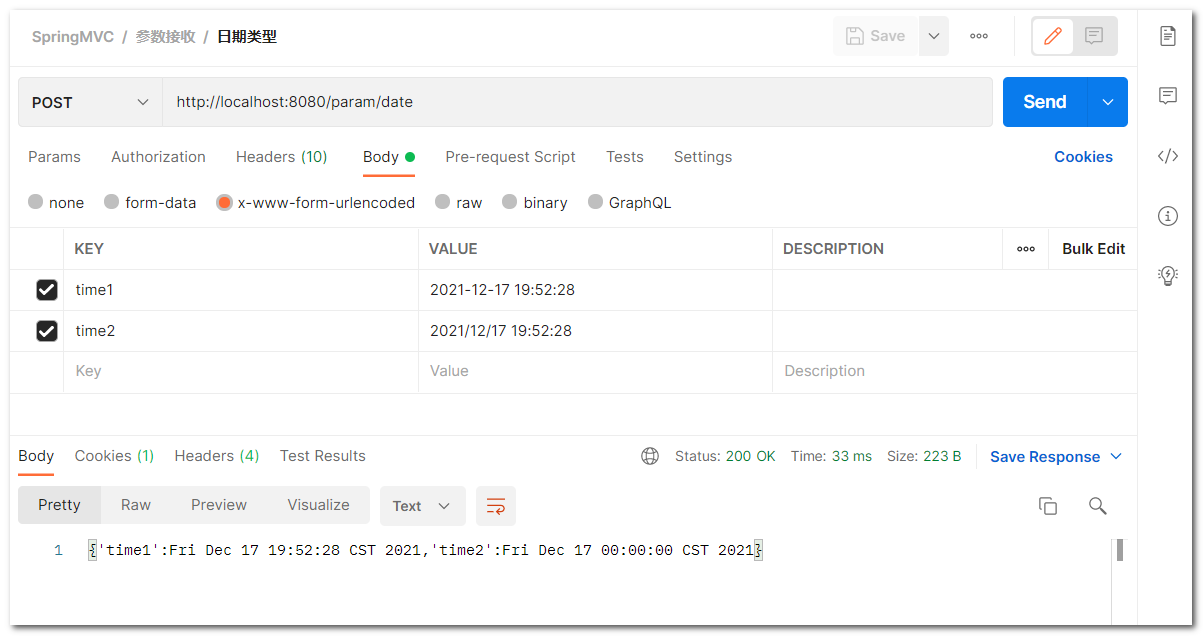 SpringMVC / 参数接收 / 日期类型 Save
POST http://localhost:8080/param/date Send
Params Authorization Headers (10) Body Pre-request Script Tests Settings Cookies
none form-data x-www-form-urlencoded raw binary GraphQL
KEY VALUE DESCRIPTION Bulk Edit
time1 2021-12-17 19:52:28
time2 2021/12/17 19:52:28
Key Value Description
Body Cookies (1) Headers (4) Test Results Status: 200 OK Time: 33 ms Size: 223 B Save Response
Pretty Raw Preview Visualize Text
1 {'time1':Fri Dec 17 19:52:28 CST 2021,'time2':Fri Dec 17 00:00:00 CST 2021}